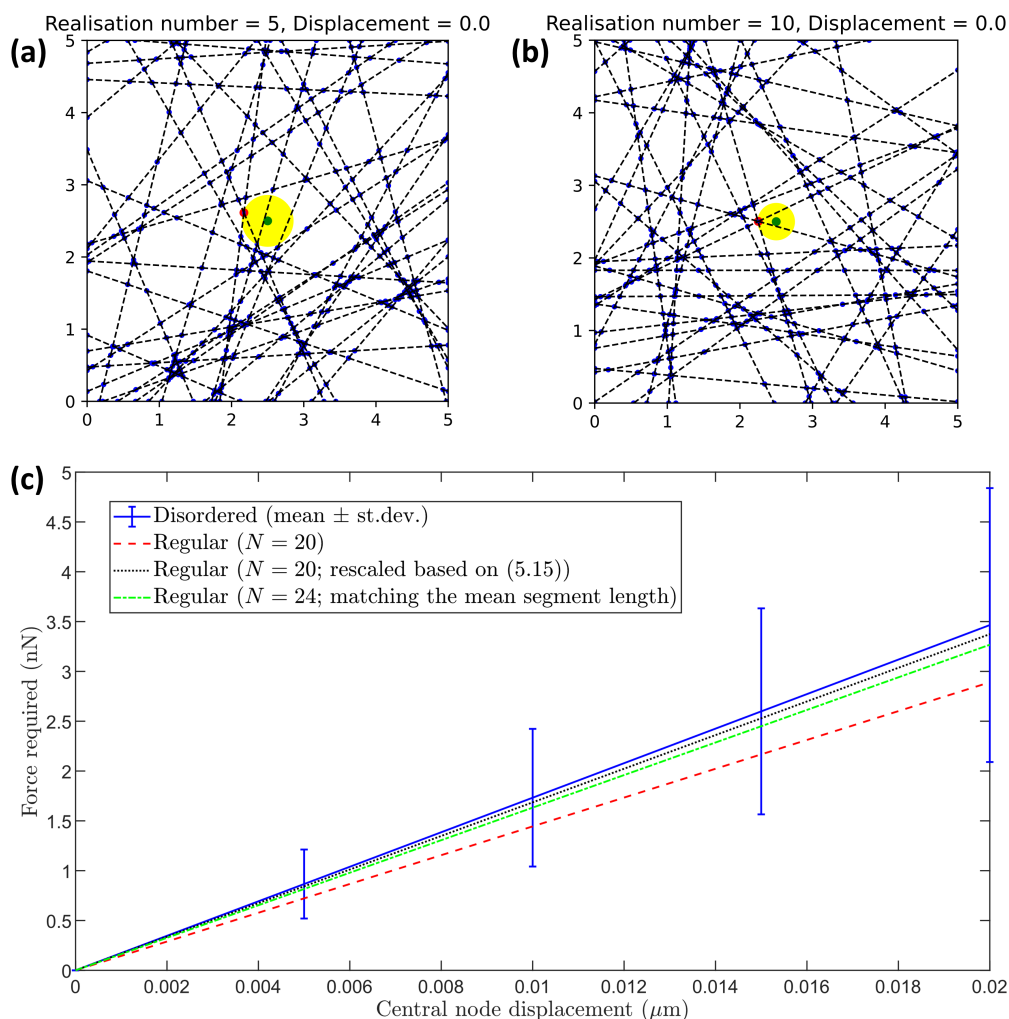 Realisation number = 5, Displacement = 0.0
Realisation number = 10, Displacement = 0.0
(a)
(b)
5
4
3
2
1
0
0 1 2 3 4 5
5
4
3
2
1
0
0 1 2 3 4 5
(c)
5
4.5
4
3.5
3
2.5
2
1.5
1
0.5
0
Force required (nN)
Disordered (mean ± st.dev.)
Regular (N = 20)
Regular (N = 20; rescaled based on (5.15))
Regular (N = 24; matching the mean segment length)
0 0.002 0.004 0.006 0.008 0.01 0.012 0.014 0.016 0.018 0.02
Central node displacement (μm)